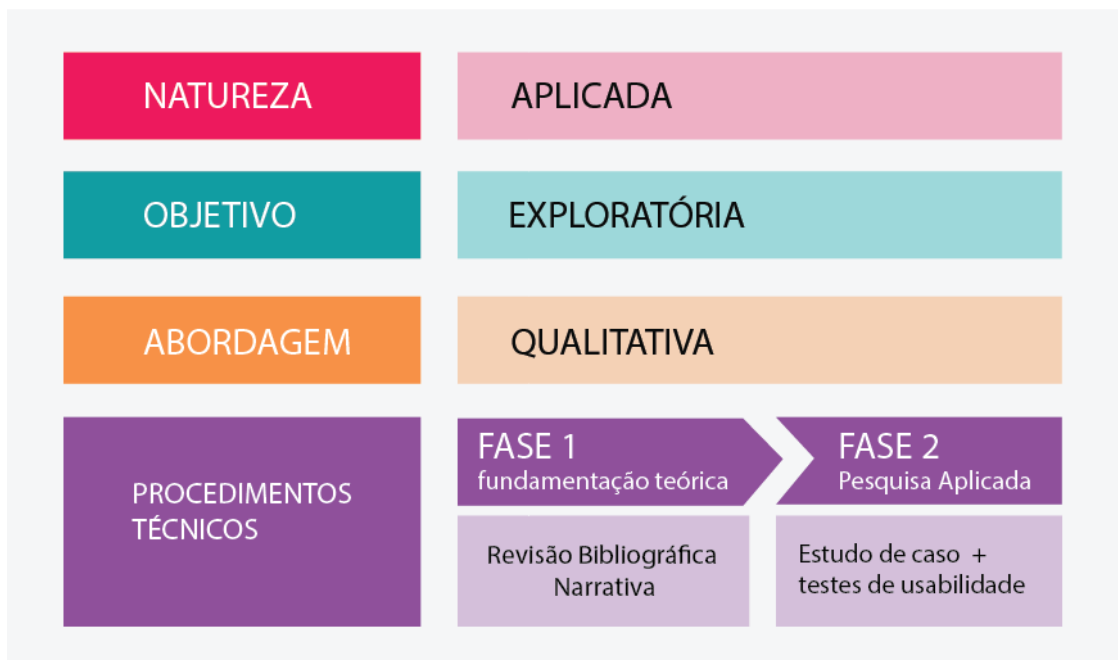 NATUREZA
APLICADA
OBJETIVO
EXPLORATÓRIA
ABORDAGEM
QUALITATIVA
PROCEDIMENTOS
TÉCNICOS
FASE 1
fundamentação teórica
Revisão Bibliográfica
Narrativa
FASE 2
Pesquisa Aplicada
Estudo de caso +
testes de usabilidade